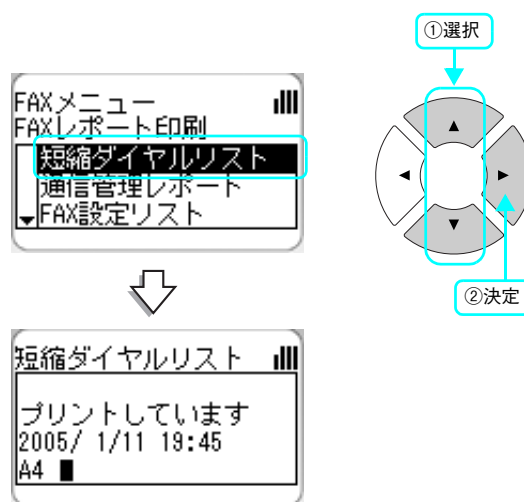 ①選択
FAXメニュー
FAXレポート印刷
短縮ダイヤルリスト
通信管理レポート
FAX設定リスト
②決定
短縮ダイヤルリスト
プリントしています
2005/ 1/11 19:45
A4